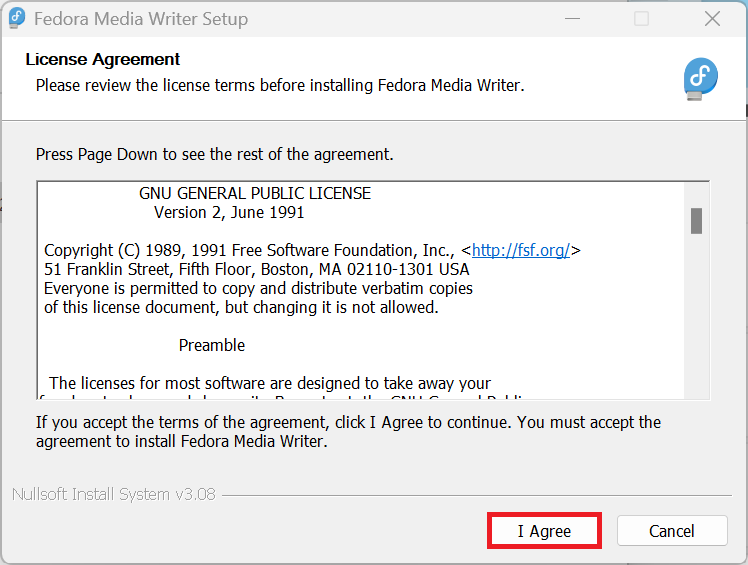 Fedora Media Writer Setup
License Agreement
Please review the license terms before installing Fedora Media Writer.
Press Page Down to see the rest of the agreement.
GNU GENERAL PUBLIC LICENSE
Version 2, June 1991
Copyright (C) 1989, 1991 Free Software Foundation, Inc., <http://fsf.org/>
51 Franklin Street, Fifth Floor, Boston, MA 02110-1301 USA
Everyone is permitted to copy and distribute verbatim copies
of this license document, but changing it is not allowed.
Preamble
The licenses for most software are designed to take away your
If you accept the terms of the agreement, click I Agree to continue. You must accept the
agreement to install Fedora Media Writer.
Nullsoft Install System v3.08
I Agree
Cancel